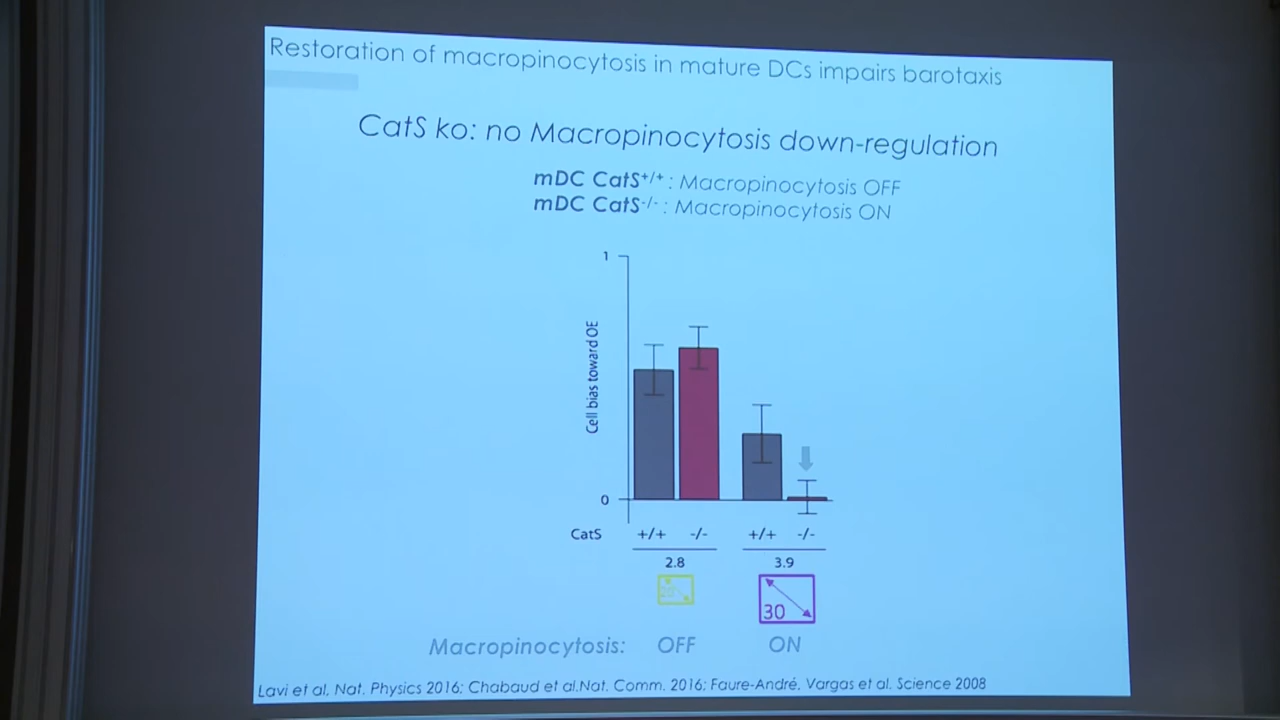 Restoration of macropinocytosis in mature DCs impairs barotaxis
CatS ko: no Macropinocytosis down-regulation
mDC CatS+/+ : Macropinocytosis OFF
mDC CatS-/- : Macropinocytosis ON
1
Cell bias toward OE
0
CatS +/+ -/- +/+ -/-
2.8 3.9
30
Macropinocytosis: OFF ON
Lavi et al, Nat. Physics 2016; Chabaud et al.Nat. Comm. 2016; Faure-André, Vargas et al. Science 2008